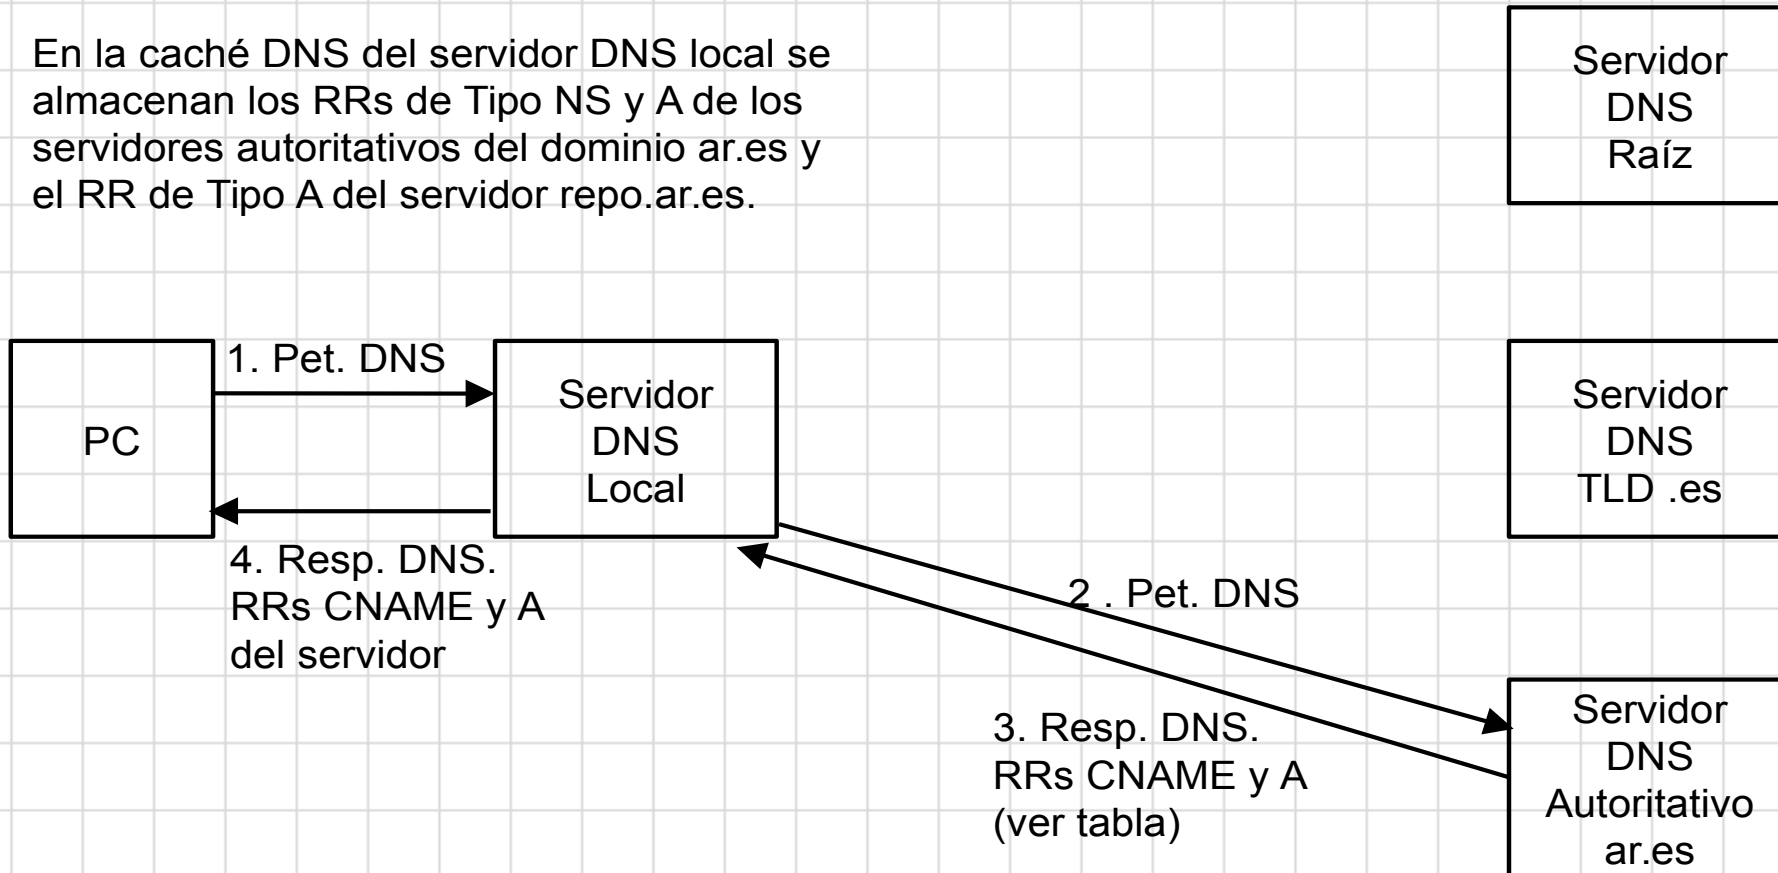 En la caché DNS del servidor DNS local se
almacenan los RRs de Tipo NS y A de los
servidores autoritativos del dominio ar.es y
el RR de Tipo A del servidor repo.ar.es.
Servidor
DNS
Raíz
PC
1. Pet. DNS
Servidor
DNS
Local
4. Resp. DNS.
RRs CNAME y A
del servidor
Servidor
DNS
TLD .es
2 . Pet. DNS
3. Resp. DNS.
RRs CNAME y A
(ver tabla)
Servidor
DNS
Autoritativo
ar.es